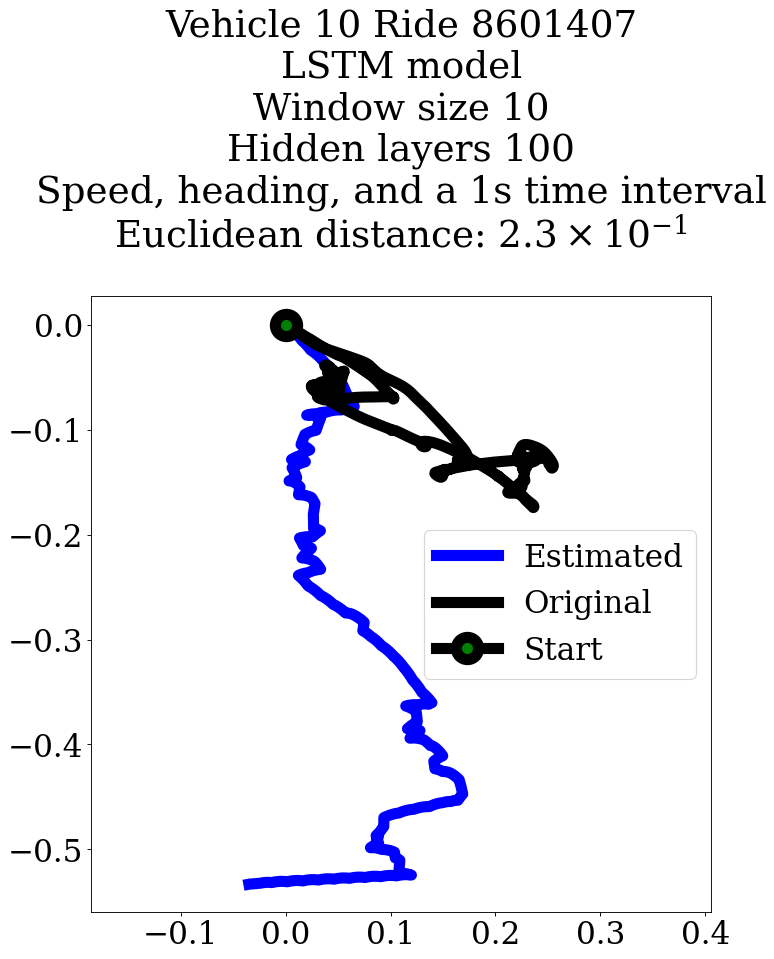 Vehicle 10 Ride 8601407
LSTM model
Window size 10
Hidden layers 100
Speed, heading, and a 1s time interval
Euclidean distance: 2.3 × 10⁻¹
0.0
−0.1
−0.2
−0.3
−0.4
−0.5
Estimated
Original
Start
−0.1 0.0 0.1 0.2 0.3 0.4